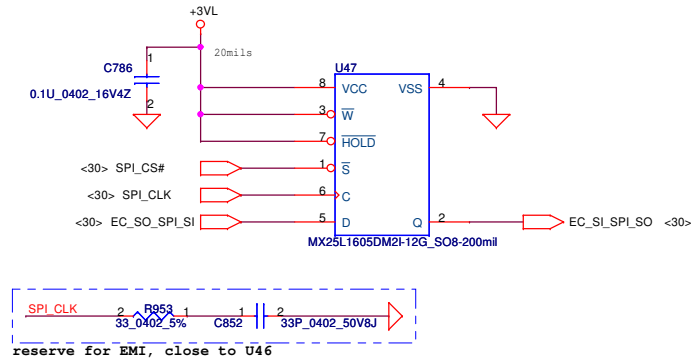 +3VL
20mils
1
C786
0.1U_0402_16V4Z
2
U47
8 VCC VSS 4
3 W
7 HOLD
<30> SPI_CS# 1 S
<30> SPI_CLK 6 C
<30> EC_SO_SPI_SI 5 D Q 2 EC_SI_SPI_SO <30>
MX25L1605DM2I-12G_SO8-200mil
SPI_CLK 2 R953 1 1 2
33_0402_5% C852 33P_0402_50V8J
reserve for EMI, close to U46